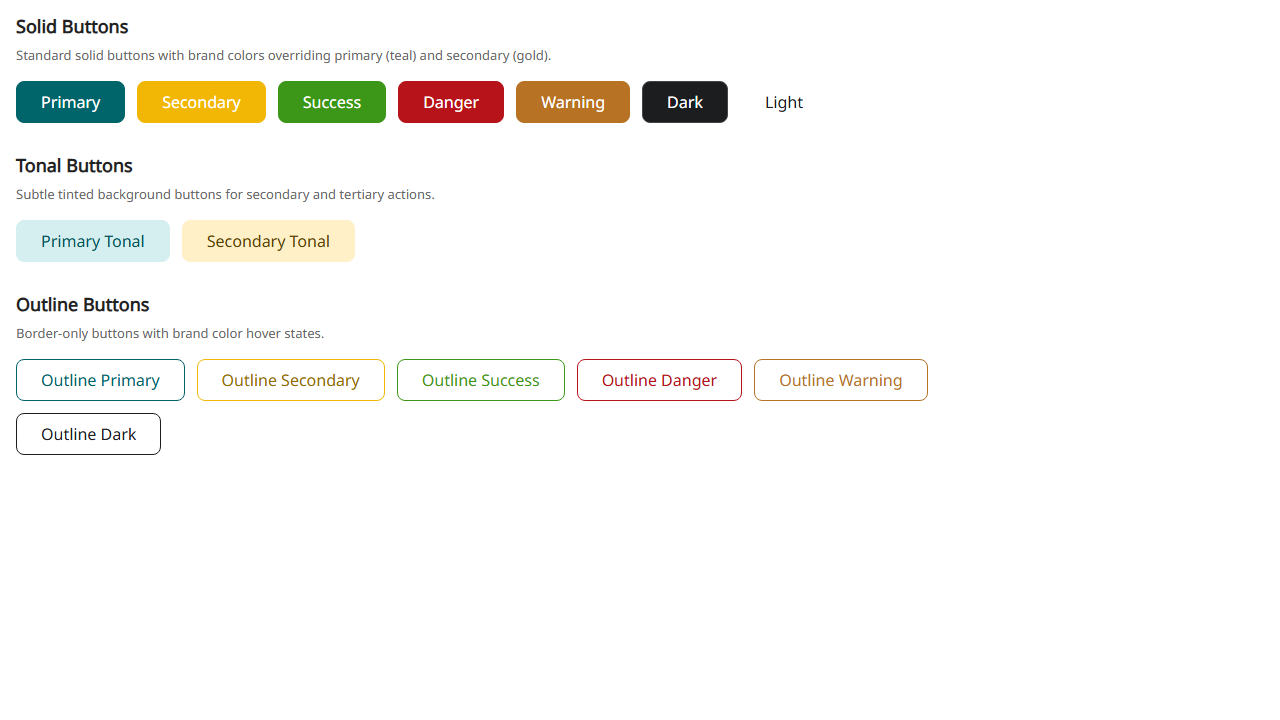 Solid Buttons
Standard solid buttons with brand colors overriding primary (teal) and secondary (gold).
Primary Secondary Success Danger Warning Dark Light
Tonal Buttons
Subtle tinted background buttons for secondary and tertiary actions.
Primary Tonal Secondary Tonal
Outline Buttons
Border-only buttons with brand color hover states.
Outline Primary Outline Secondary Outline Success Outline Danger Outline Warning
Outline Dark